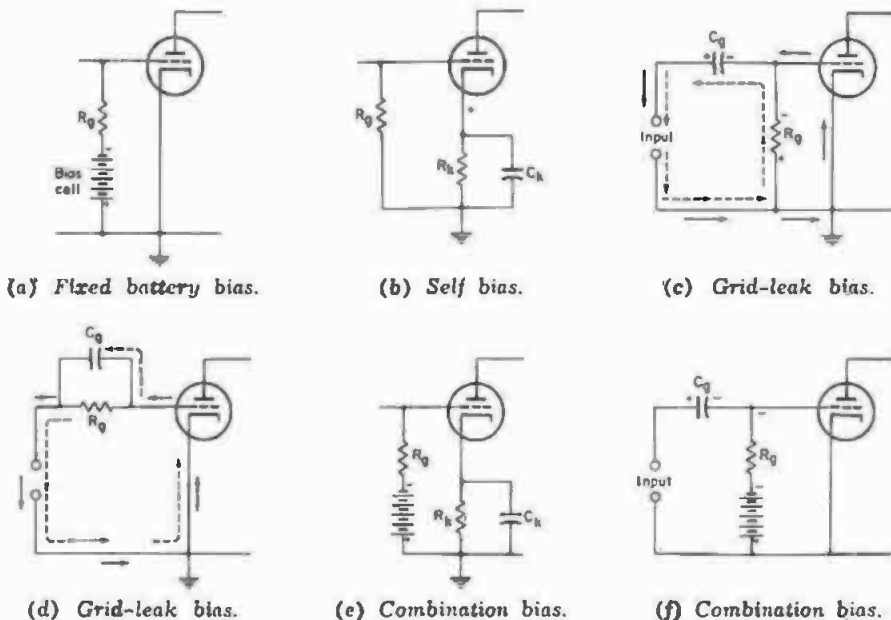 Rg
Bias
cell
(a) Fixed battery bias.
+
Rg
Rk
Ck
(b) Self bias.
Cg
+ -
Input
-
Rg
+
(c) Grid-leak bias.
Cg
Rg
(d) Grid-leak bias.
Rg
Rk
Ck
(e) Combination bias.
Cg
+ -
-
Input
Rg
-
+
(f) Combination bias.